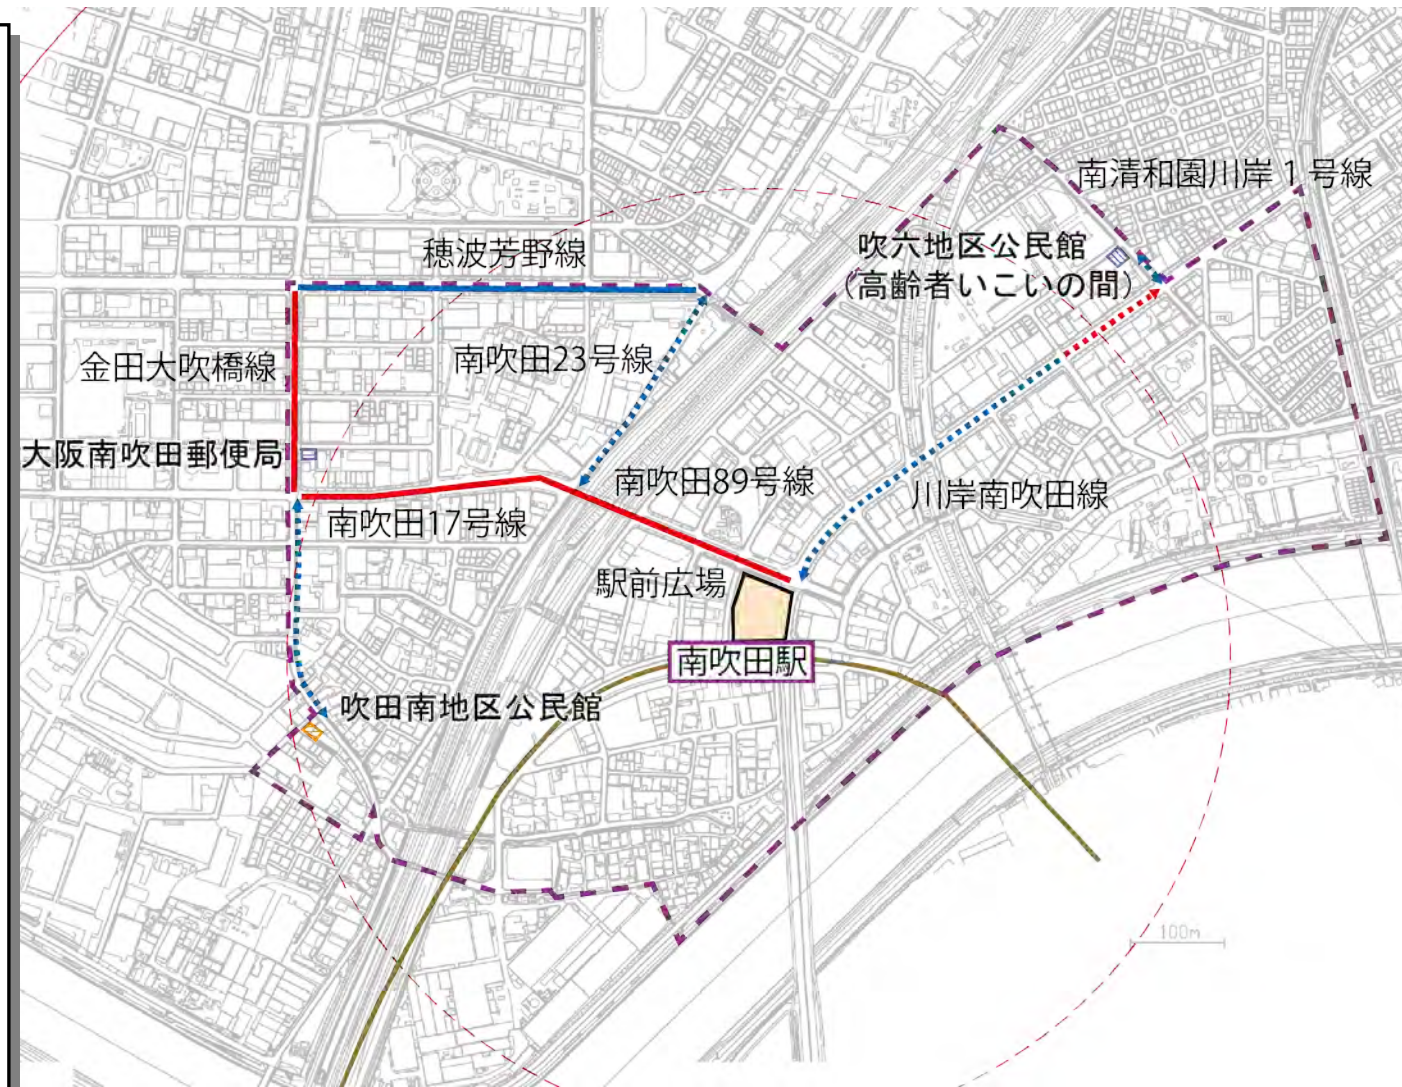 南清和園川岸1号線
穂波芳野線
吹六地区公民館
(高齢者いこいの間)
金田大吹橋線
南吹田23号線
大阪南吹田郵便局
南吹田89号線
川岸南吹田線
南吹田17号線
駅前広場
南吹田駅
吹田南地区公民館
100m